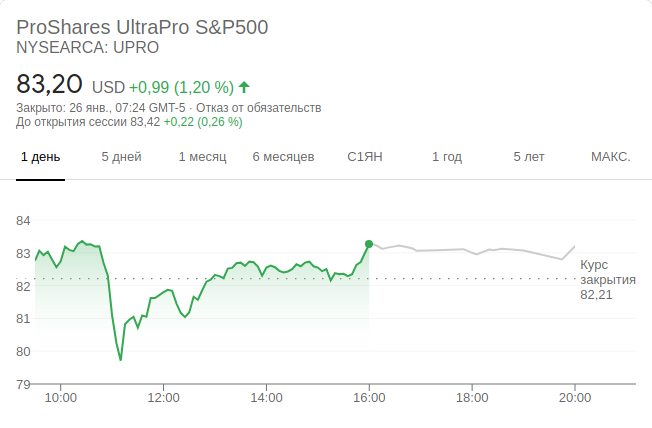 ProShares UltraPro S&P500
NYSEARCA: UPRO
83,20 USD +0,99 (1,20 %)
Закрыто: 26 янв., 07:24 GMT-5 · Отказ от обязательств
До открытия сессии 83,42 +0,22 (0,26 %)
1 день 5 дней 1 месяц 6 месяцев С1ЯН 1 год 5 лет МАКС.
84
83
82
81
80
79
Курс
закрытия
82,21
10:00 12:00 14:00 16:00 18:00 20:00